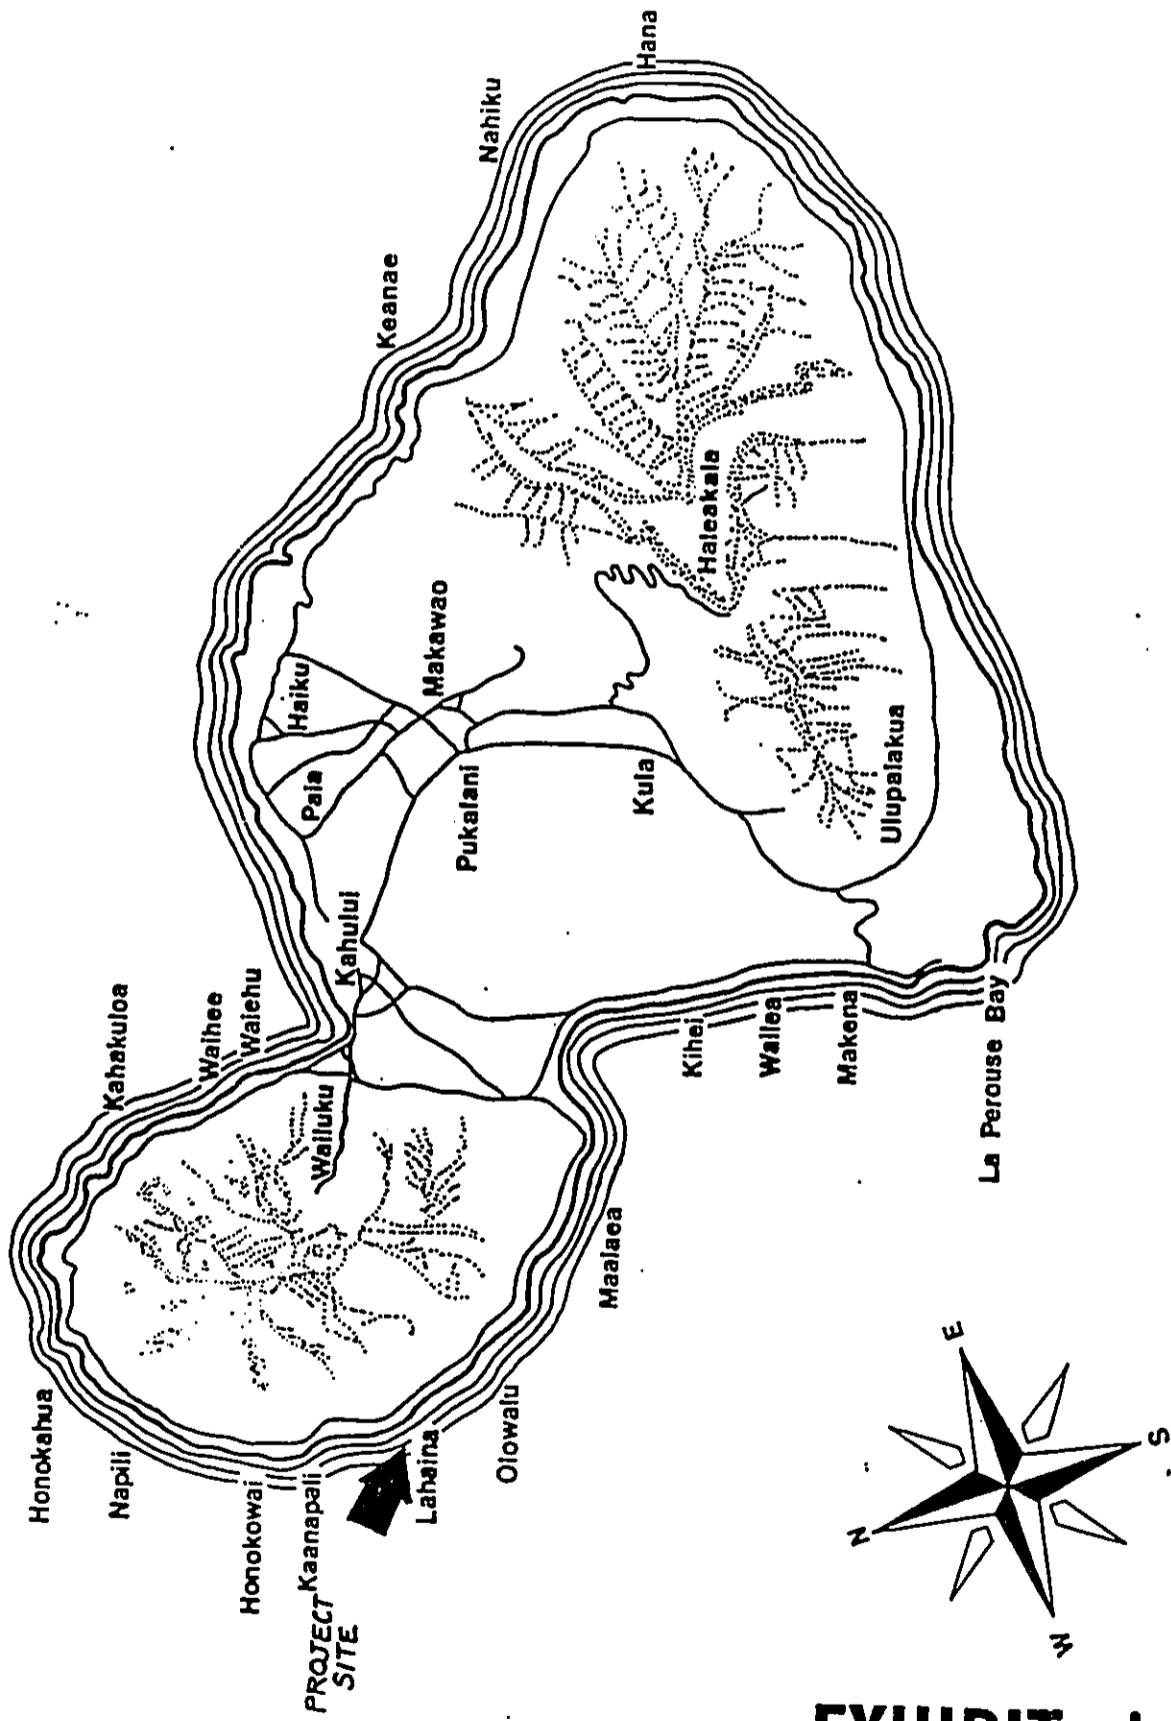 Honokahua
Napili
Honokowai
Kaanapali
PROJECT
SITE
Lahaina
Olowalu
Maalaea
Kahakuloa
Waihee
Waiehu
Wailuku
Kahului
Paia
Haiku
Makawao
Pukalani
Kula
Keanae
Nahiku
Hana
Haleakala
Ulupalakua
Kihei
Wailea
Makena
La Perouse Bay
N
E
S
W
EXHIBIT